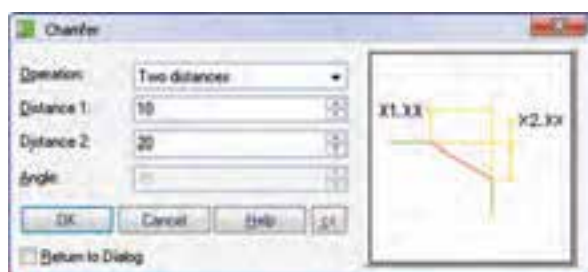 Chamfer
Operation: Two distances
Distance 1: 10
Distance 2: 20
Angle:
OK Cancel Help <<
Return to Dialog
X1.XX
X2.XX